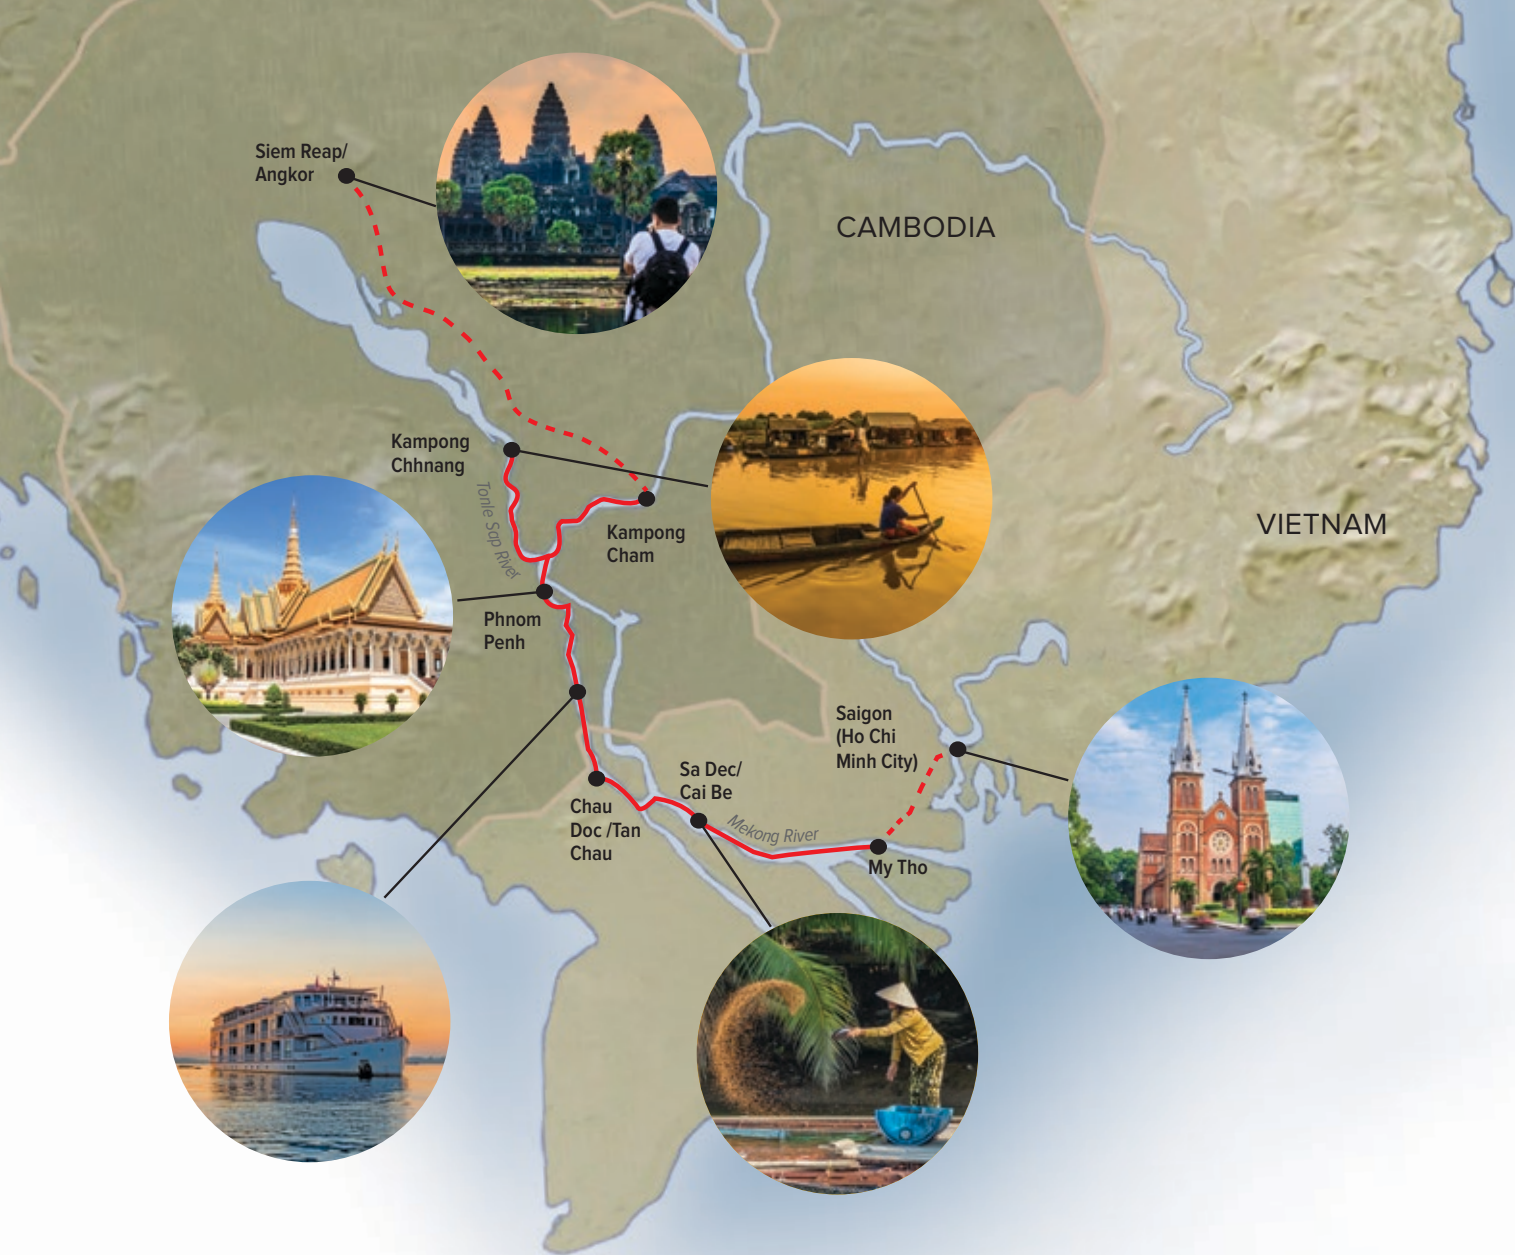 Siem Reap/
Angkor
CAMBODIA
Kampong
Chhnang
Tonle Sap River
Kampong
Cham
VIETNAM
Phnom
Penh
Saigon
(Ho Chi
Minh City)
Sa Dec/
Cai Be
Chau
Doc /Tan
Chau
Mekong River
My Tho